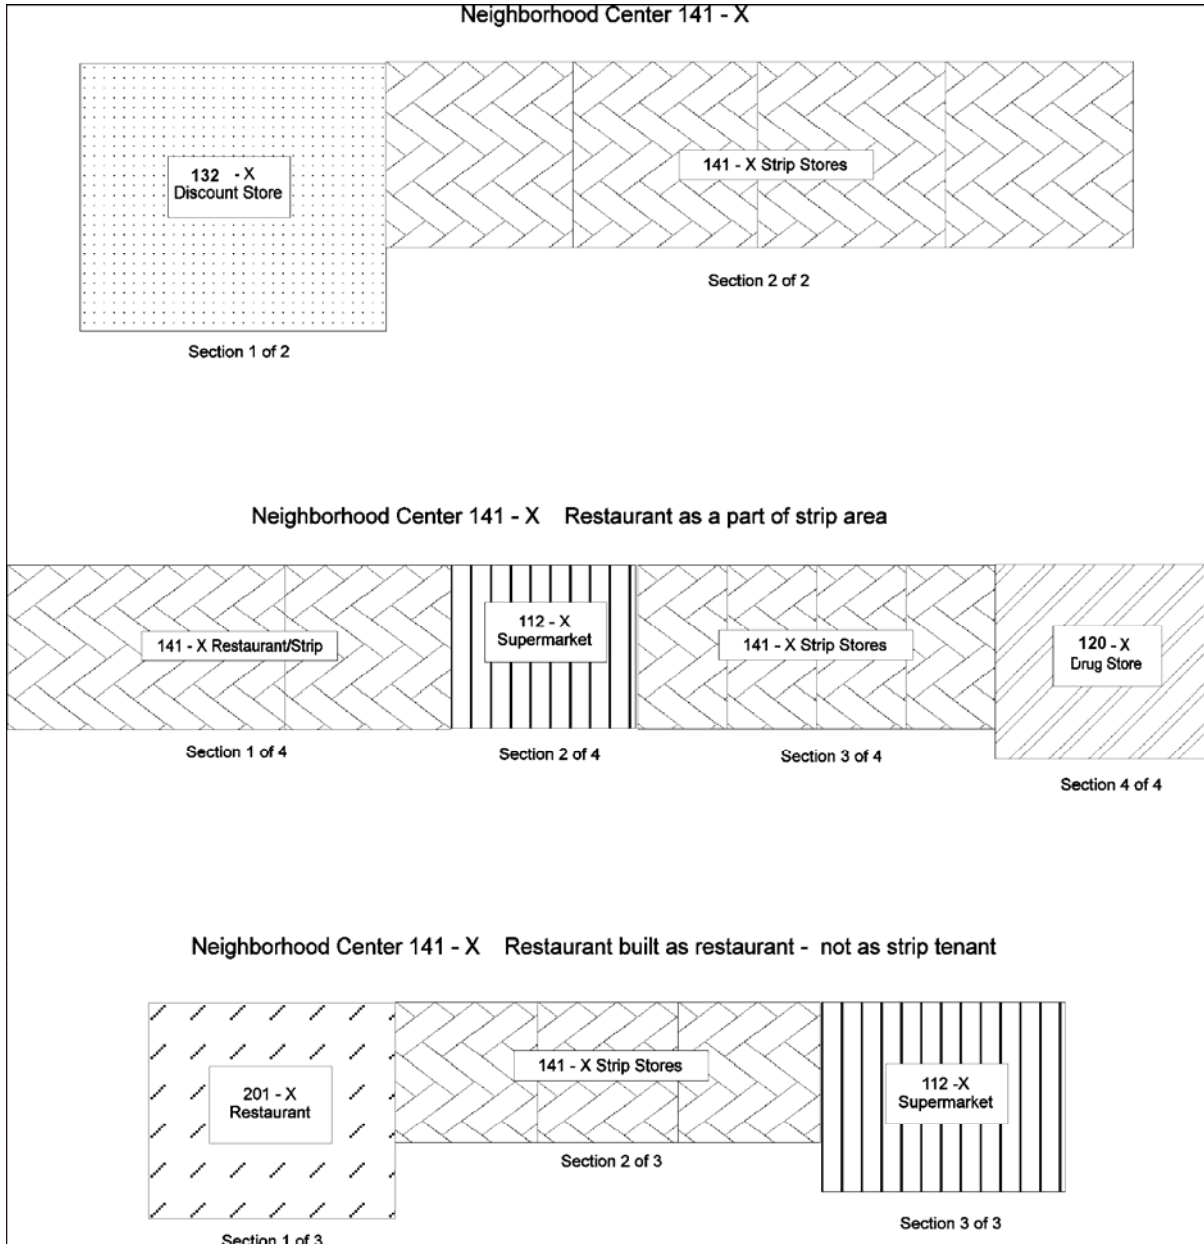 Neighborhood Center 141 - X
132 - X
Discount Store
141 - X Strip Stores
Section 2 of 2
Section 1 of 2
Neighborhood Center 141 - X Restaurant as a part of strip area
141 - X Restaurant/Strip
112 - X
Supermarket
141 - X Strip Stores
120 - X
Drug Store
Section 1 of 4
Section 2 of 4
Section 3 of 4
Section 4 of 4
Neighborhood Center 141 - X Restaurant built as restaurant - not as strip tenant
201 - X
Restaurant
141 - X Strip Stores
112 -X
Supermarket
Section 2 of 3
Section 3 of 3
Section 1 of 3